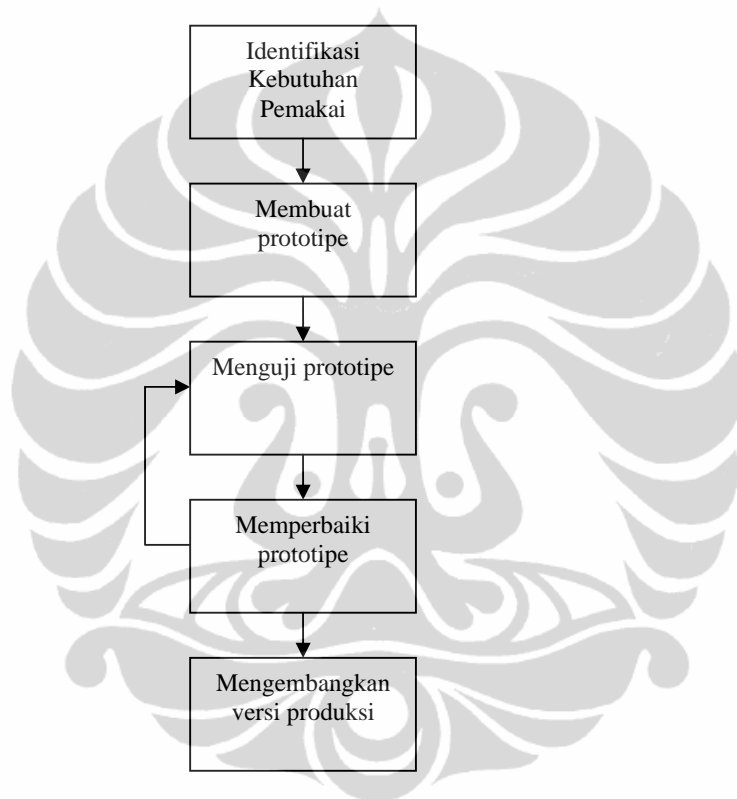 Identifikasi
Kebutuhan
Pemakai
Membuat
prototipe
Menguji prototipe
Memperbaiki
prototipe
Mengembangkan
versi produksi